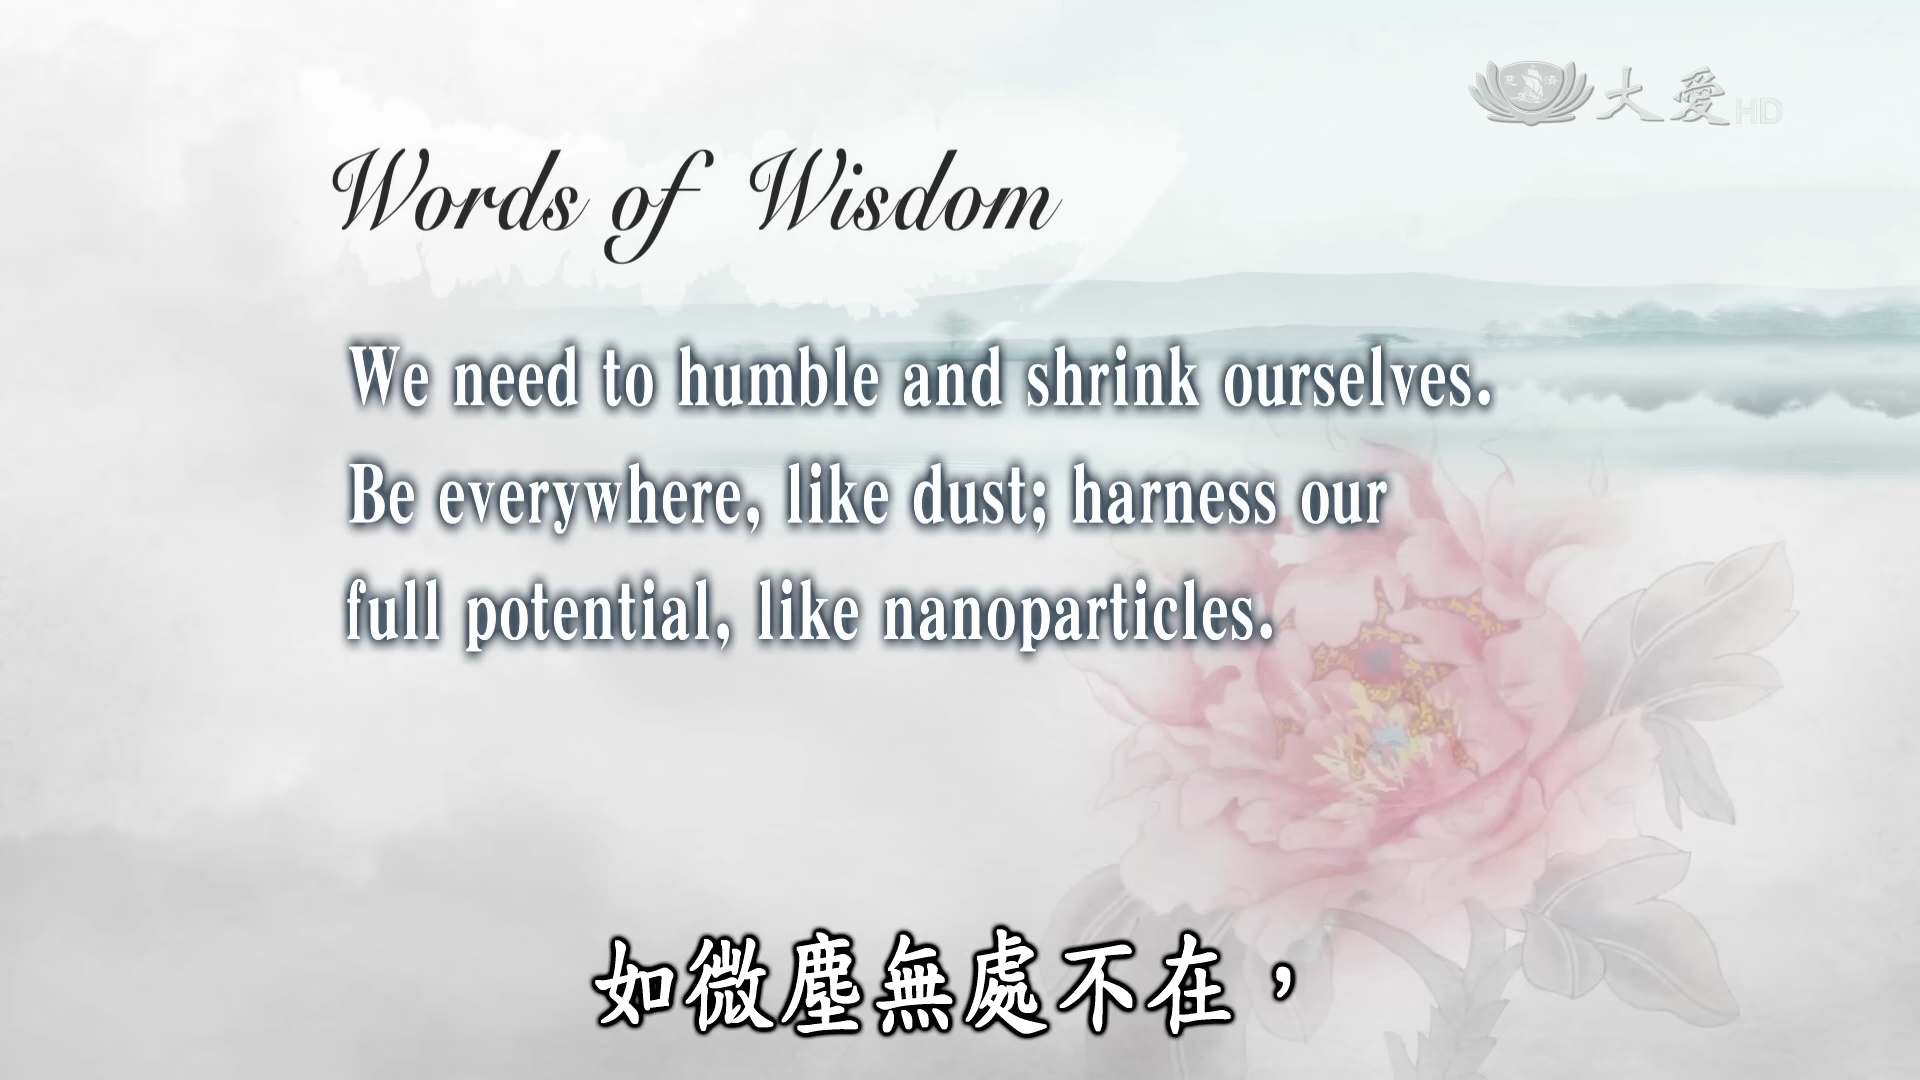 大愛HD
Words of Wisdom
We need to humble and shrink ourselves.
Be everywhere, like dust; harness our
full potential, like nanoparticles.
如微塵無處不在，